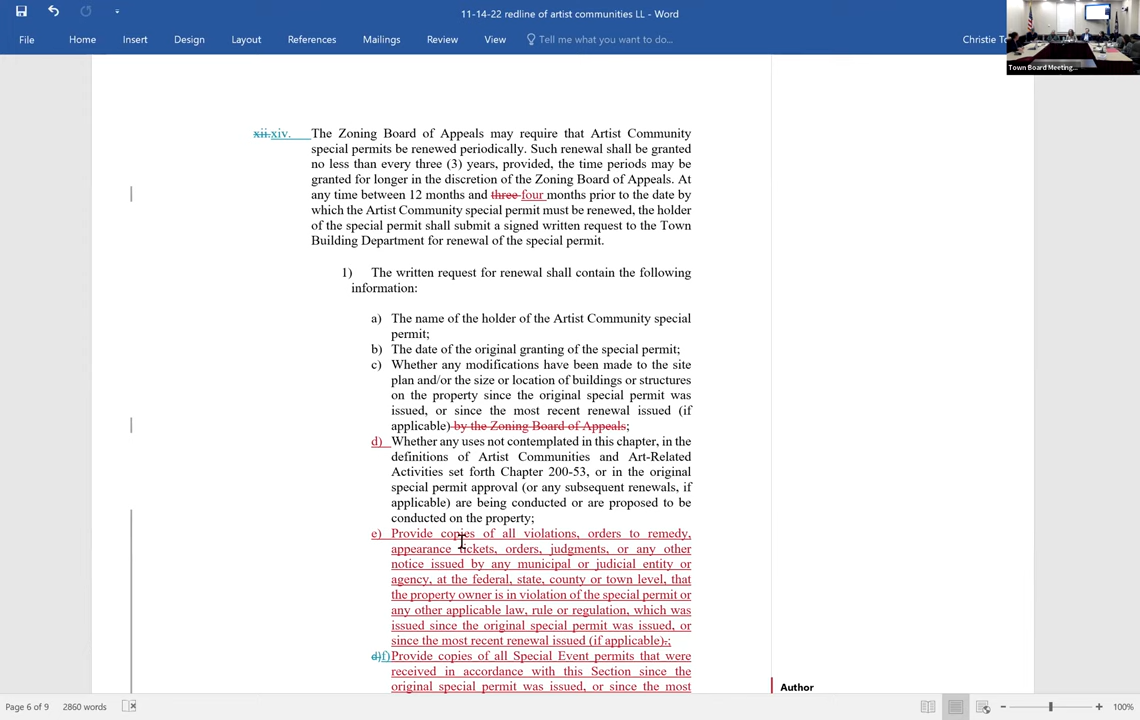 11-14-22 redline of artist communities LL - Word
File Home Insert Design Layout References Mailings Review View Tell me what you want to do... Christie To
Town Board Meeting...
xii.xiv. The Zoning Board of Appeals may require that Artist Community
special permits be renewed periodically. Such renewal shall be granted
no less than every three (3) years, provided, the time periods may be
granted for longer in the discretion of the Zoning Board of Appeals. At
any time between 12 months and three four months prior to the date by
which the Artist Community special permit must be renewed, the holder
of the special permit shall submit a signed written request to the Town
Building Department for renewal of the special permit.
1) The written request for renewal shall contain the following
information:
a) The name of the holder of the Artist Community special
permit;
b) The date of the original granting of the special permit;
c) Whether any modifications have been made to the site
plan and/or the size or location of buildings or structures
on the property since the original special permit was
issued, or since the most recent renewal issued (if
applicable) by the Zoning Board of Appeals;
d) Whether any uses not contemplated in this chapter, in the
definitions of Artist Communities and Art-Related
Activities set forth Chapter 200-53, or in the original
special permit approval (or any subsequent renewals, if
applicable) are being conducted or are proposed to be
conducted on the property;
e) Provide copies of all violations, orders to remedy,
appearance tickets, orders, judgments, or any other
notice issued by any municipal or judicial entity or
agency, at the federal, state, county or town level, that
the property owner is in violation of the special permit or
any other applicable law, rule or regulation, which was
issued since the original special permit was issued, or
since the most recent renewal issued (if applicable).;
d)f) Provide copies of all Special Event permits that were
received in accordance with this Section since the
original special permit was issued, or since the most
Author
Page 6 of 9 2860 words 100%